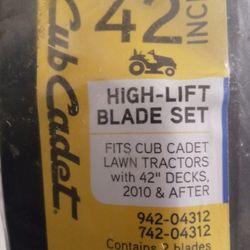 Cub Cadet.
42
INCH
HIGH-LIFT
BLADE SET
FITS CUB CADET
LAWN TRACTORS
with 42" DECKS,
2010 & AFTER
942-04312
742-04312
Contains 2 blades